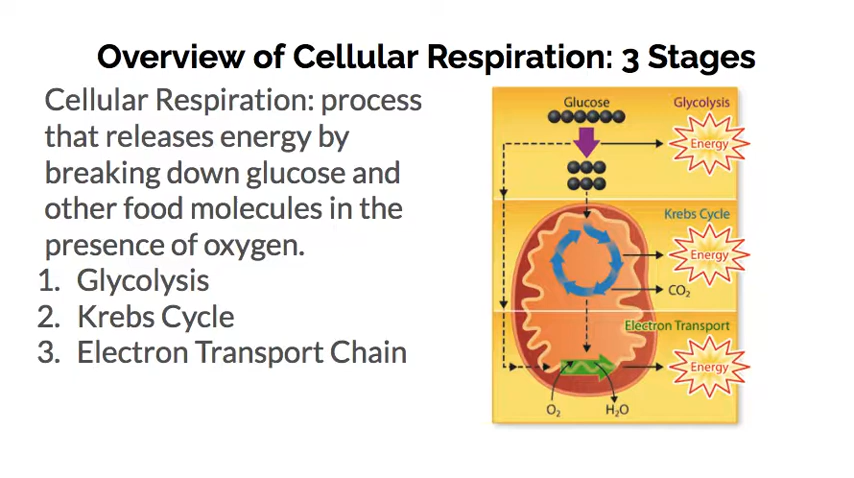 Overview of Cellular Respiration: 3 Stages
Cellular Respiration: process
that releases energy by
breaking down glucose and
other food molecules in the
presence of oxygen.
1. Glycolysis
2. Krebs Cycle
3. Electron Transport Chain
Glucose
Glycolysis
Energy
Krebs Cycle
Energy
CO₂
Electron Transport
Energy
O₂
H₂O